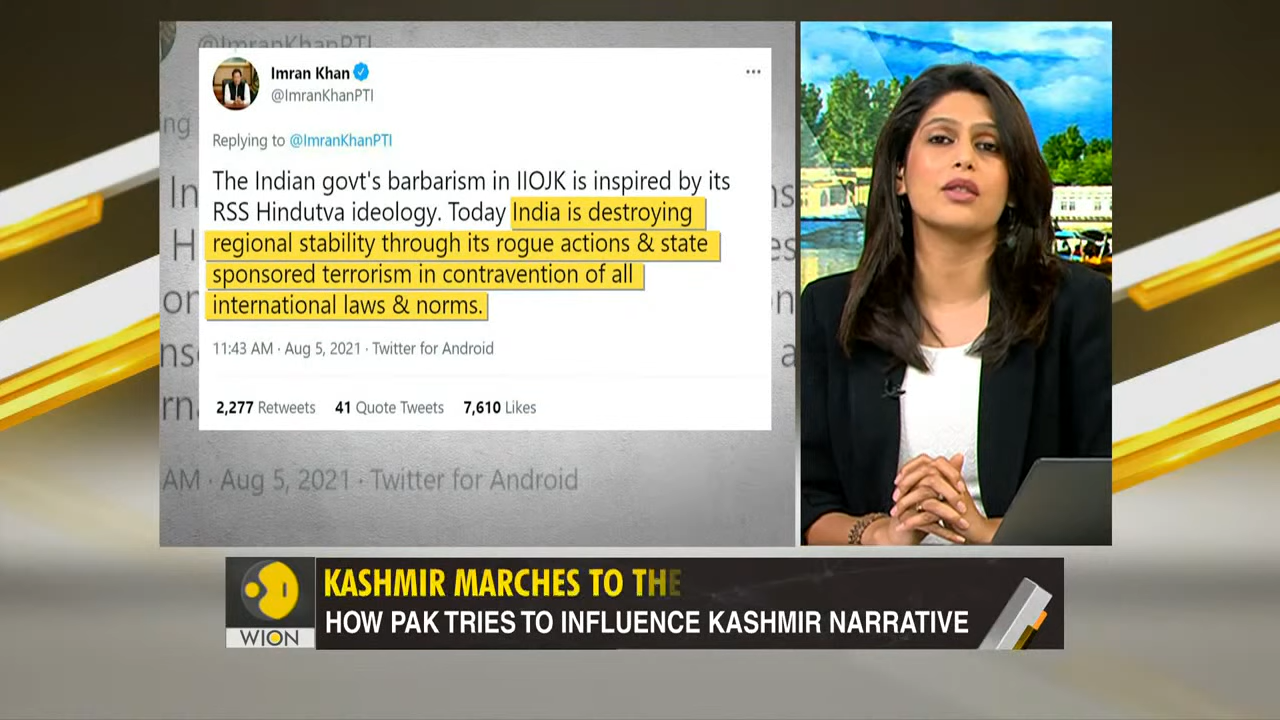 @ImranKhanPTI
Imran Khan
@ImranKhanPTI
Replying to @ImranKhanPTI
The Indian govt's barbarism in IIOJK is inspired by its
RSS Hindutva ideology. Today India is destroying
regional stability through its rogue actions & state
sponsored terrorism in contravention of all
international laws & norms.
11:43 AM · Aug 5, 2021 · Twitter for Android
2,277 Retweets 41 Quote Tweets 7,610 Likes
AM · Aug 5, 2021 · Twitter for Android
KASHMIR MARCHES TO THE
HOW PAK TRIES TO INFLUENCE KASHMIR NARRATIVE
WION